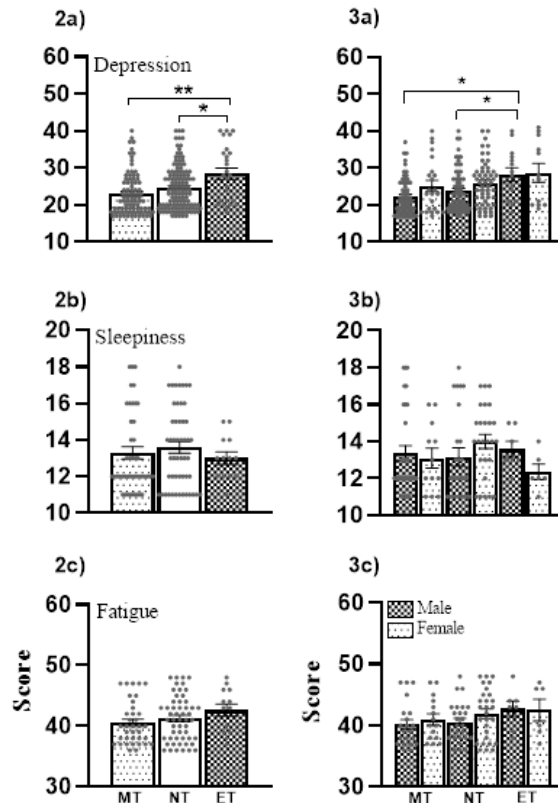 2a)
60
50
40
30
20
10
Depression
**
*
3a)
60
50
40
30
20
10
*
*
2b)
20
18
16
14
12
10
Sleepiness
3b)
20
18
16
14
12
10
2c)
60
50
40
30
Score
Fatigue
MT NT ET
3c)
60
50
40
30
Score
Male
Female
MT NT ET